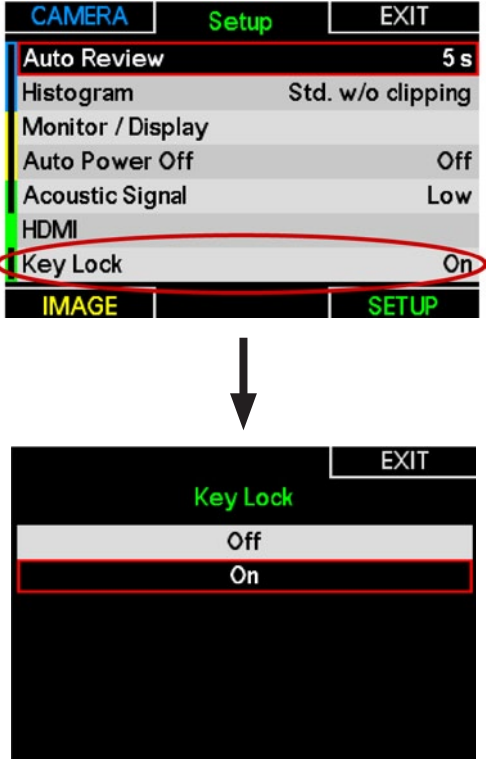 CAMERA Setup EXIT
Auto Review 5 s
Histogram Std. w/o clipping
Monitor / Display
Auto Power Off Off
Acoustic Signal Low
HDMI
Key Lock On
IMAGE SETUP
EXIT
Key Lock
Off
On